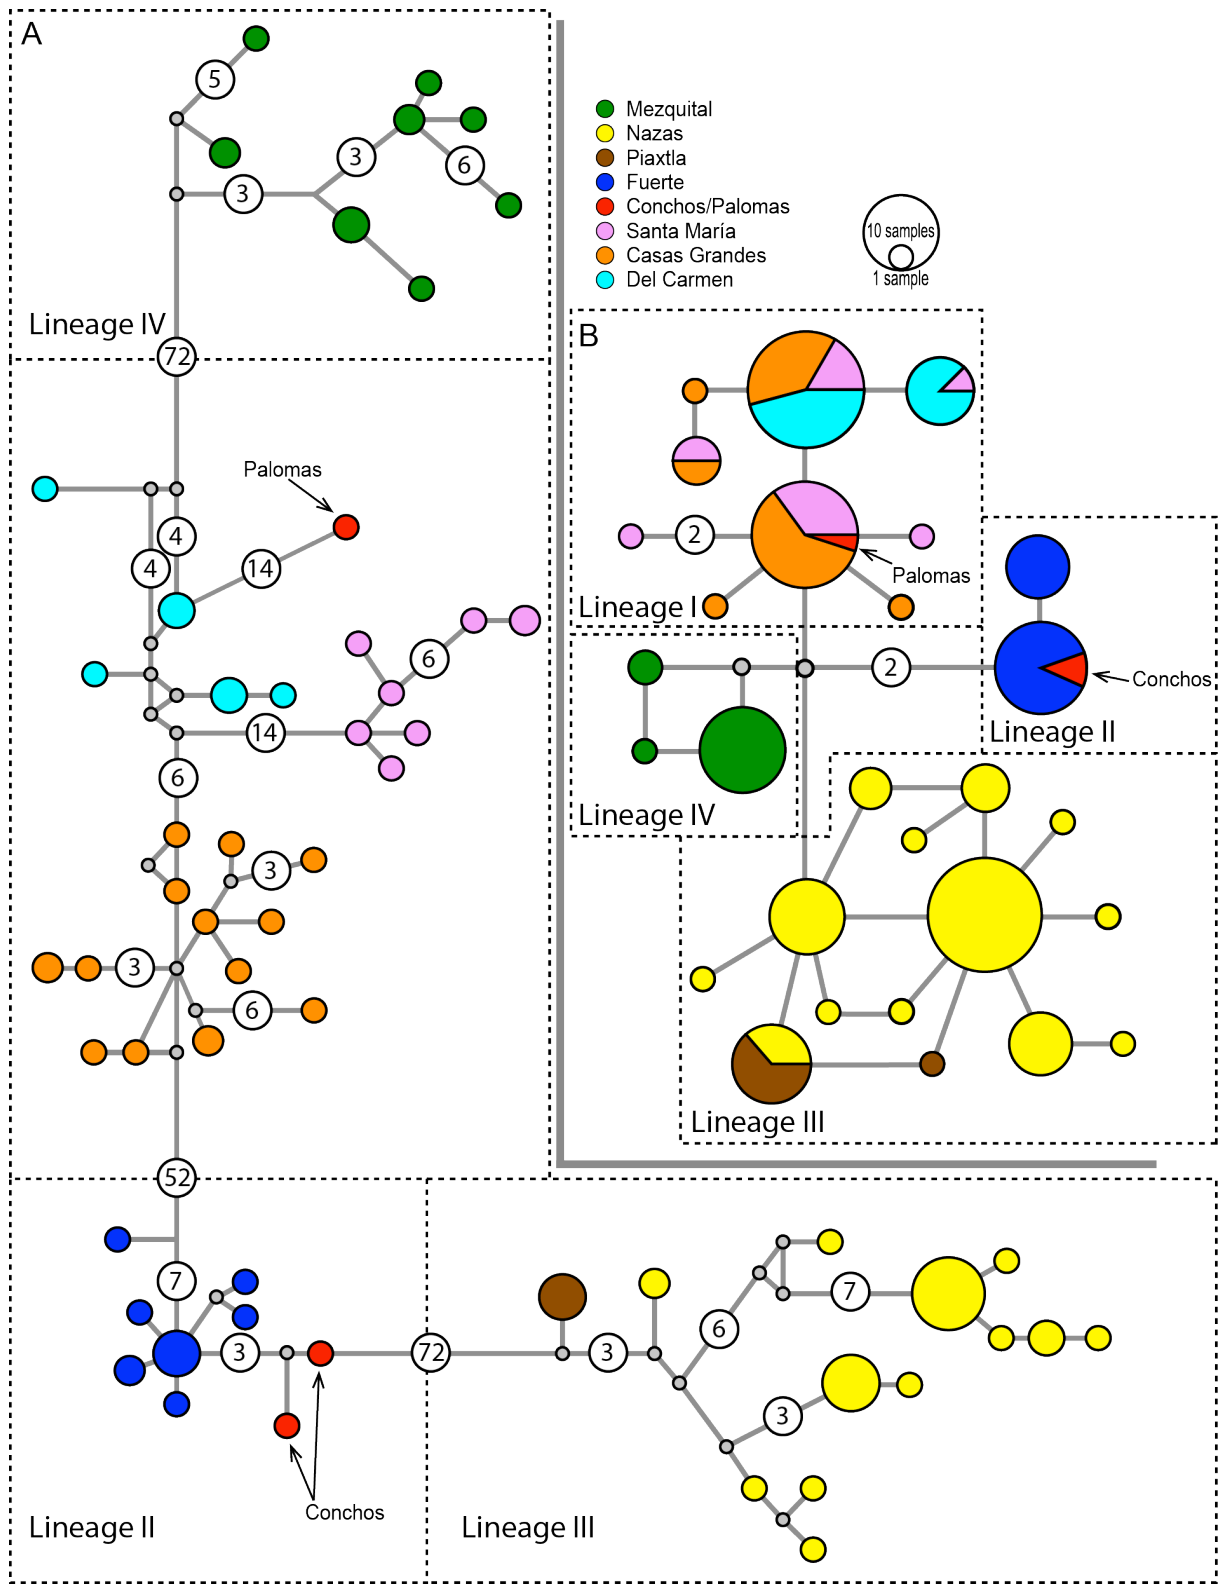 A
5
3
3
6
Lineage IV
72
Mezquital
Nazas
Piaxtla
Fuerte
Conchos/Palomas
Santa María
Casas Grandes
Del Carmen
10 samples
1 sample
B
2
Palomas
Lineage I
2
Conchos
Lineage II
Lineage IV
Lineage III
Palomas
4
4
14
6
14
6
3
3
6
52
7
3
72
3
6
7
3
Conchos
Lineage II
Lineage III